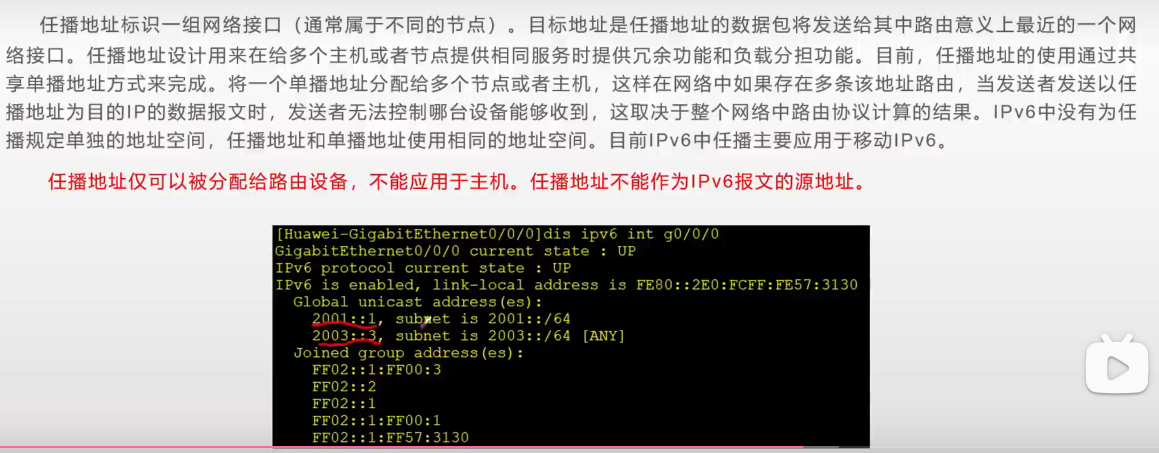 任播地址标识一组网络接口（通常属于不同的节点）。目标地址是任播地址的数据包将发送给其中路由意义上最近的一个网
络接口。任播地址设计用来在给多个主机或者节点提供相同服务时提供冗余功能和负载分担功能。目前，任播地址的使用通过共
享单播地址方式来完成。将一个单播地址分配给多个节点或者主机，这样在网络中如果存在多条该地址路由，当发送者发送以任
播地址为目的IP的数据报文时，发送者无法控制哪台设备能够收到，这取决于整个网络中路由协议计算的结果。IPv6中没有为任
播规定单独的地址空间，任播地址和单播地址使用相同的地址空间。目前IPv6中任播主要应用于移动IPv6。
任播地址仅可以被分配给路由设备，不能应用于主机。任播地址不能作为IPv6报文的源地址。
[Huawei-GigabitEthernet0/0/0]dis ipv6 int g0/0/0
GigabitEthernet0/0/0 current state : UP
IPv6 protocol current state : UP
IPv6 is enabled, link-local address is FE80::2E0:FCFF:FE57:3130
Global unicast address(es):
2001::1, subnet is 2001::/64
2003::3, subnet is 2003::/64 [ANY]
Joined group address(es):
FF02::1:FF00:3
FF02::2
FF02::1
FF02::1:FF00:1
FF02::1:FF57:3130